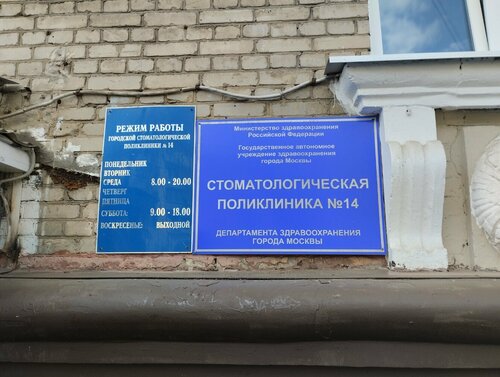 РЕЖИМ РАБОТЫ
ГОРОДСКОЙ СТОМАТОЛОГИЧЕСКОЙ
ПОЛИКЛИНИКИ № 14
ПОНЕДЕЛЬНИК
ВТОРНИК
СРЕДА 8.00 - 20.00
ЧЕТВЕРГ
ПЯТНИЦА
СУББОТА: 9.00 - 18.00
ВОСКРЕСЕНЬЕ: ВЫХОДНОЙ
Министерство здравоохранения
Российской Федерации
Государственное автономное
учреждение здравоохранения
города Москвы
СТОМАТОЛОГИЧЕСКАЯ
ПОЛИКЛИНИКА №14
ДЕПАРТАМЕНТА ЗДРАВООХРАНЕНИЯ
ГОРОДА МОСКВЫ